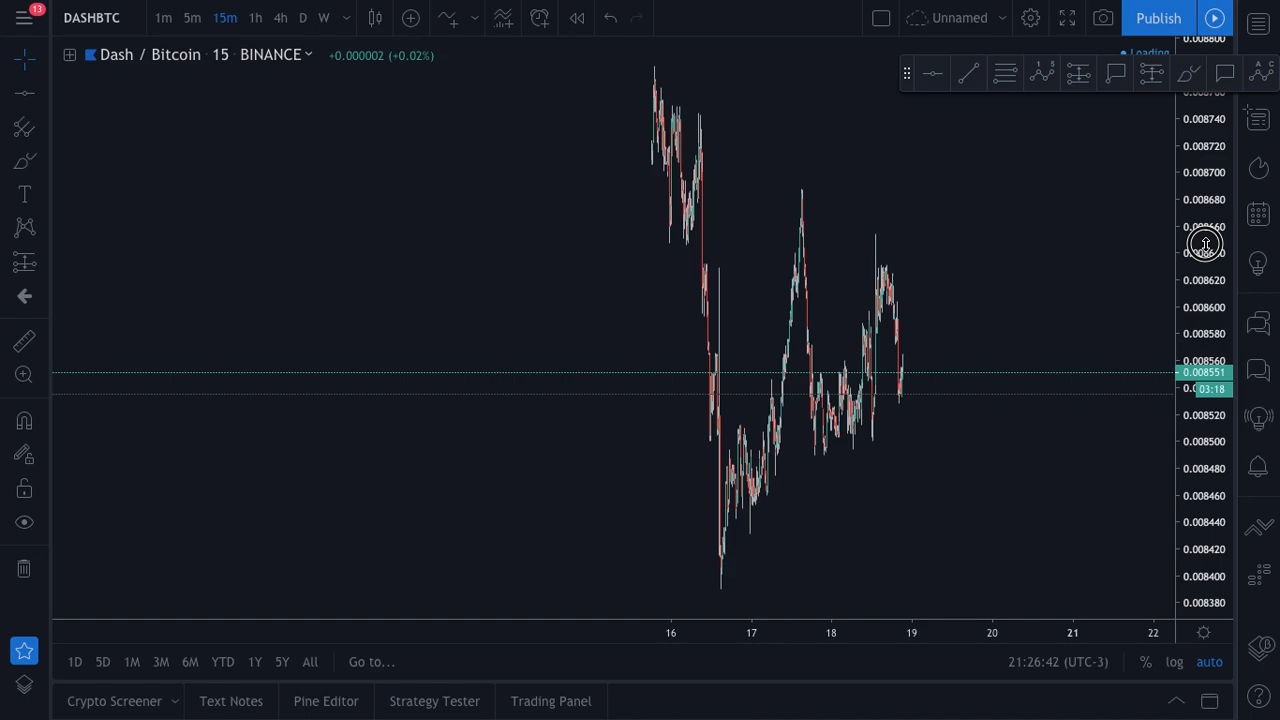 13
DASHBTC
1m 5m 15m 1h 4h D W
Unnamed
Publish
Dash / Bitcoin · 15 · BINANCE
+0.000002 (+0.02%)
Loading
0.008800
0.008740
0.008720
0.008700
0.008680
0.008620
0.008600
0.008580
0.008560
0.008551
03:18
0.008520
0.008500
0.008480
0.008460
0.008440
0.008420
0.008400
0.008380
16 17 18 19 20 21 22
1D 5D 1M 3M 6M YTD 1Y 5Y All Go to...
21:26:42 (UTC-3) % log auto
Crypto Screener Text Notes Pine Editor Strategy Tester Trading Panel